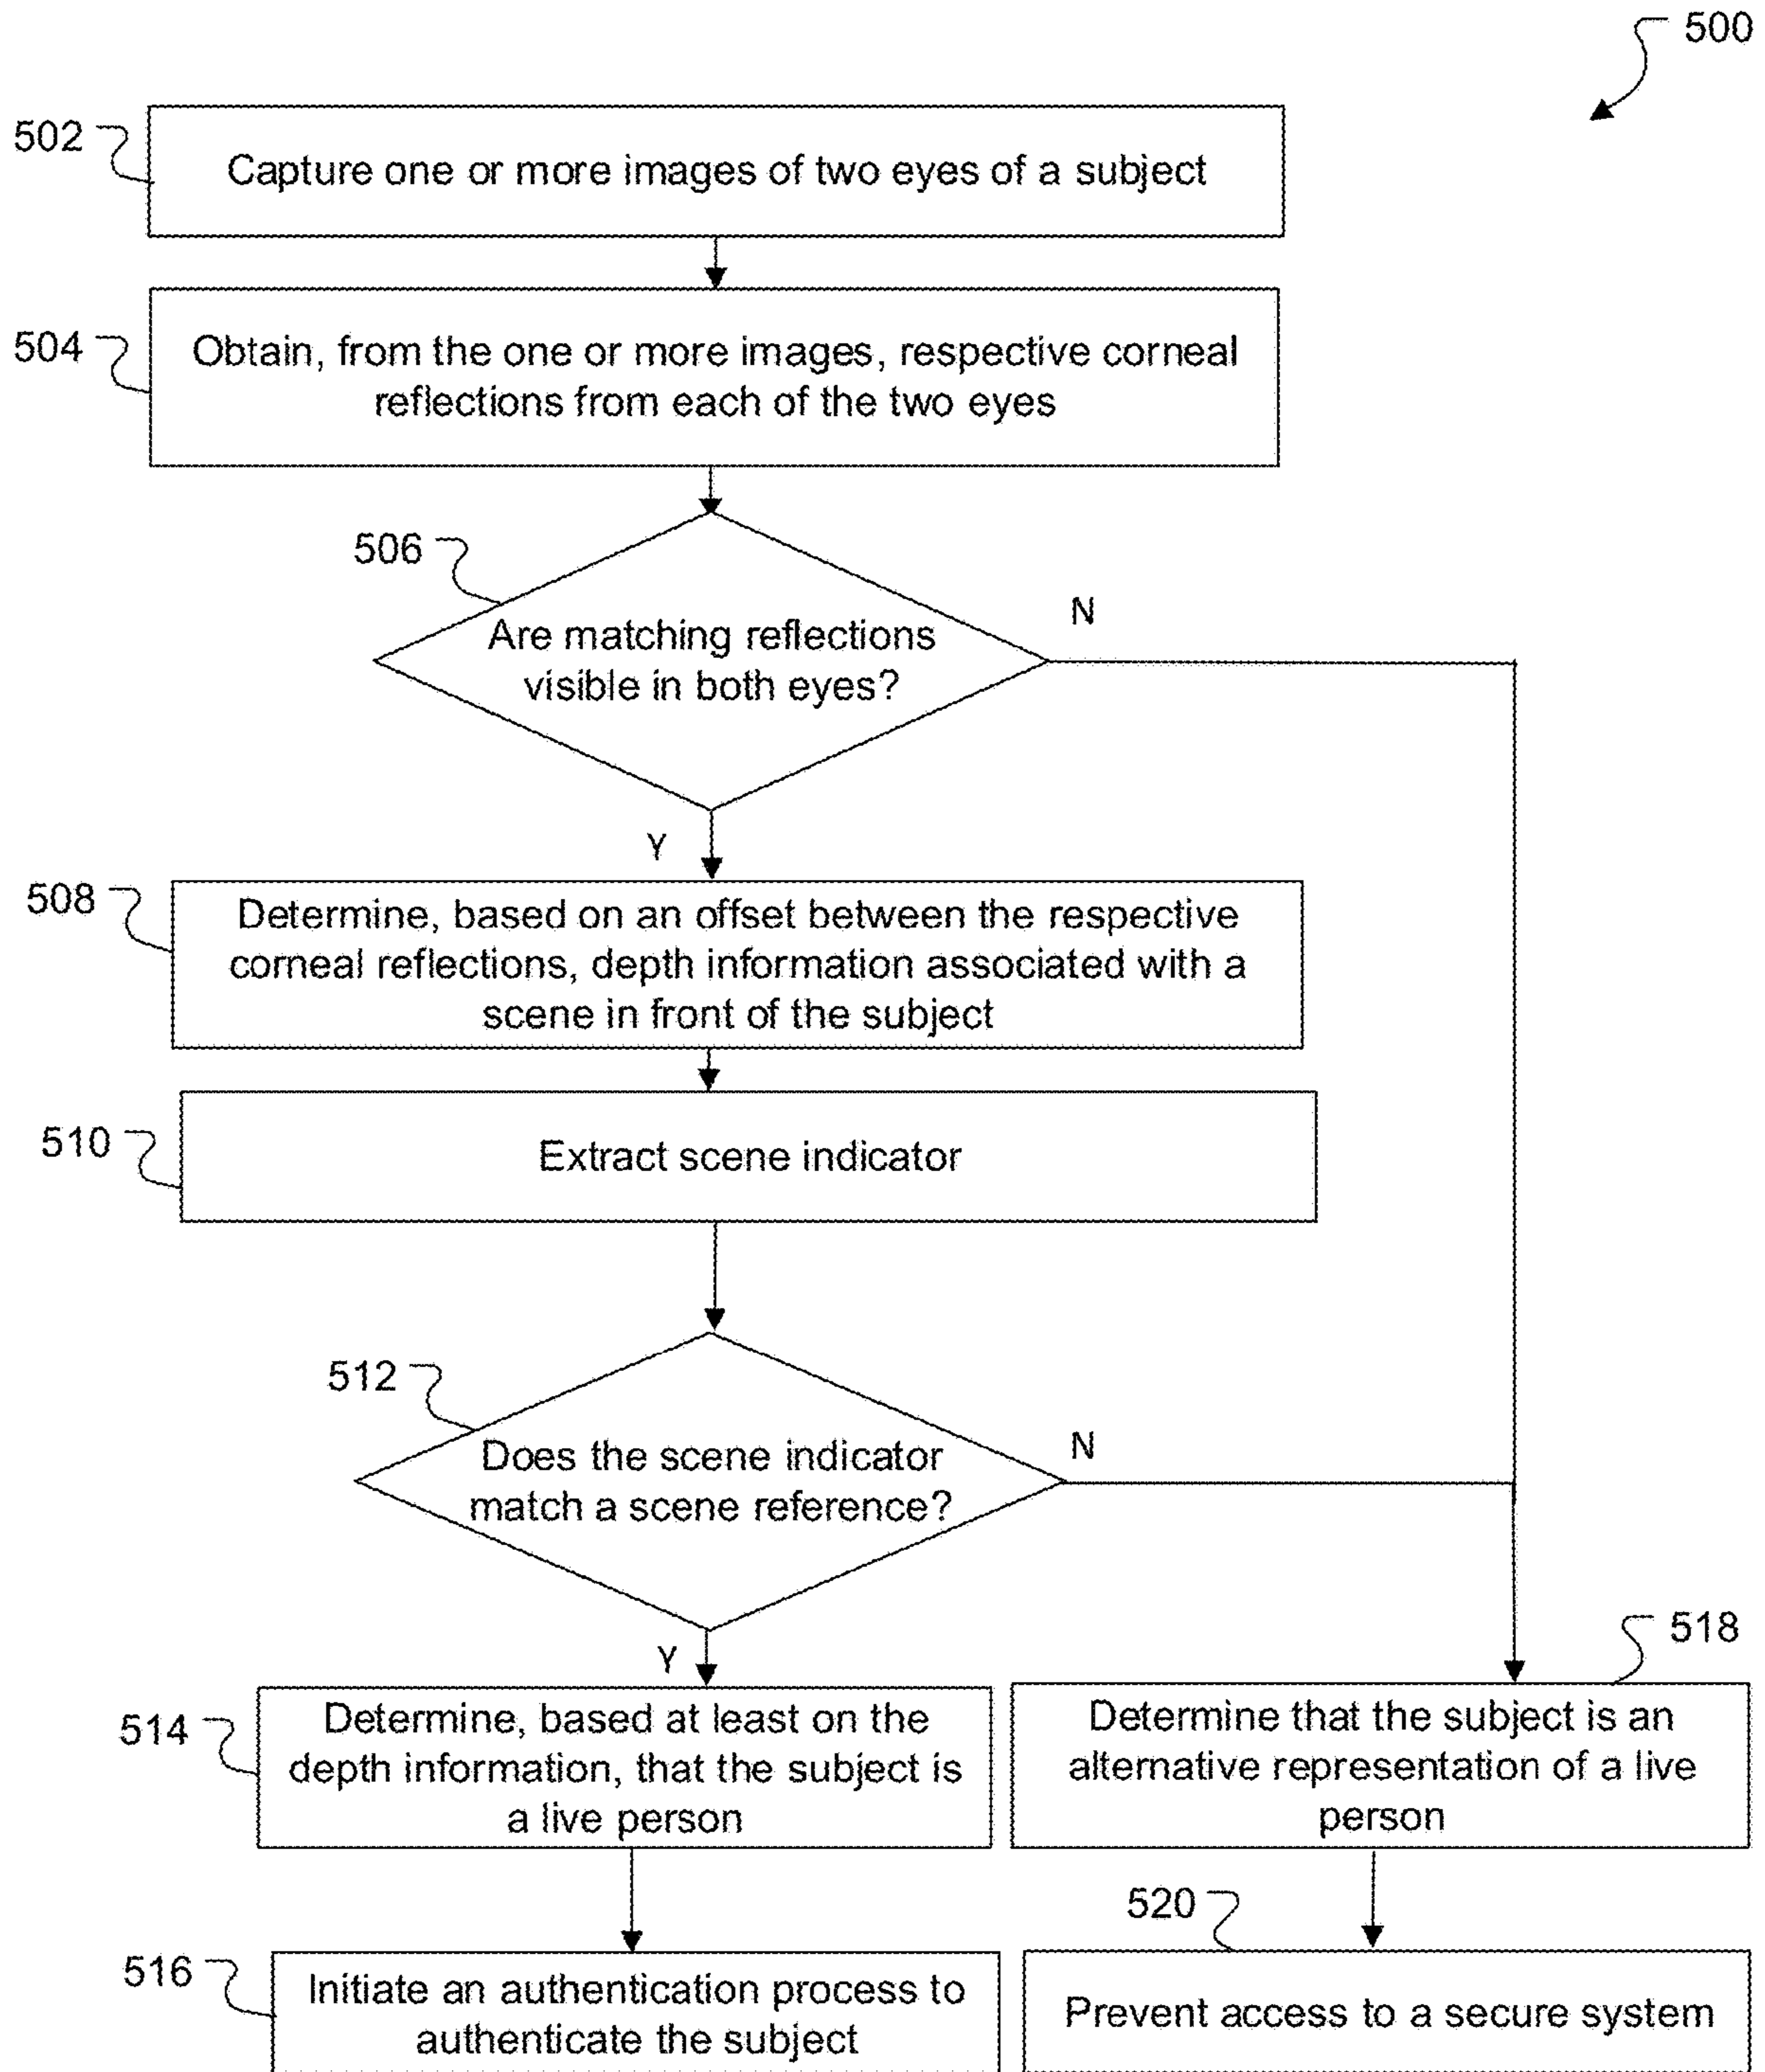 500
502
Capture one or more images of two eyes of a subject
504
Obtain, from the one or more images, respective corneal
reflections from each of the two eyes
506
Are matching reflections
visible in both eyes?
N
Y
508
Determine, based on an offset between the respective
corneal reflections, depth information associated with a
scene in front of the subject
510
Extract scene indicator
512
Does the scene indicator
match a scene reference?
N
Y
514
Determine, based at least on the
depth information, that the subject is
a live person
518
Determine that the subject is an
alternative representation of a live
person
516
Initiate an authentication process to
authenticate the subject
520
Prevent access to a secure system